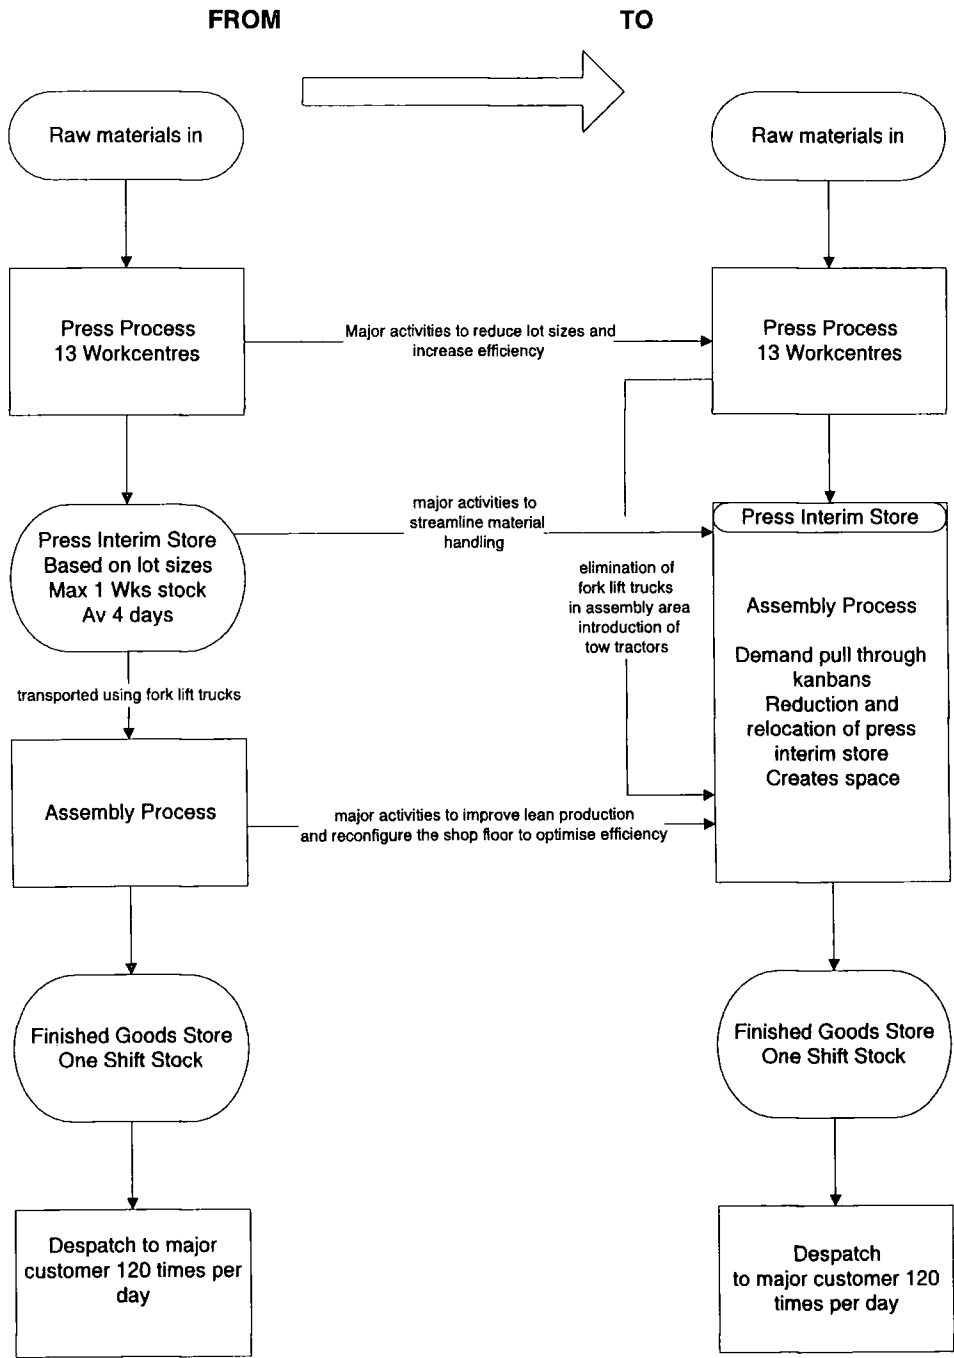 FROM
TO
Raw materials in
Raw materials in
Press Process
13 Workcentres
Major activities to reduce lot sizes and
increase efficiency
Press Process
13 Workcentres
Press Interim Store
Based on lot sizes
Max 1 Wks stock
Av 4 days
major activities to
streamline material
handling
Press Interim Store
elimination of
fork lift trucks
in assembly area
introduction of
tow tractors
Assembly Process
Demand pull through
kanbans
Reduction and
relocation of press
interim store
Creates space
transported using fork lift trucks
Assembly Process
major activities to improve lean production
and reconfigure the shop floor to optimise efficiency
Finished Goods Store
One Shift Stock
Finished Goods Store
One Shift Stock
Despatch to major
customer 120 times per
day
Despatch
to major customer 120
times per day